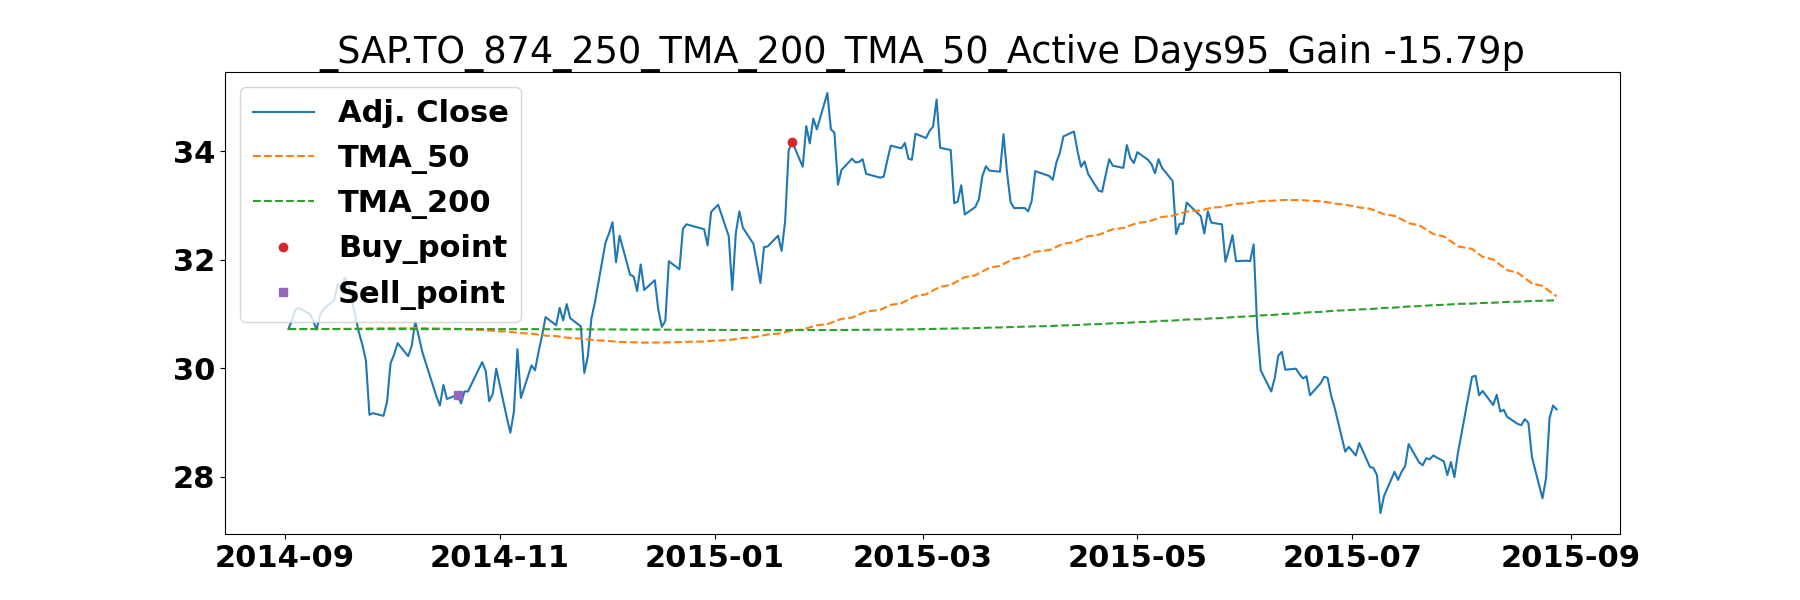 _SAP.TO_874_250_TMA_200_TMA_50_Active Days95_Gain -15.79p
Adj. Close
TMA_50
TMA_200
Buy_point
Sell_point
34
32
30
28
2014-09 2014-11 2015-01 2015-03 2015-05 2015-07 2015-09